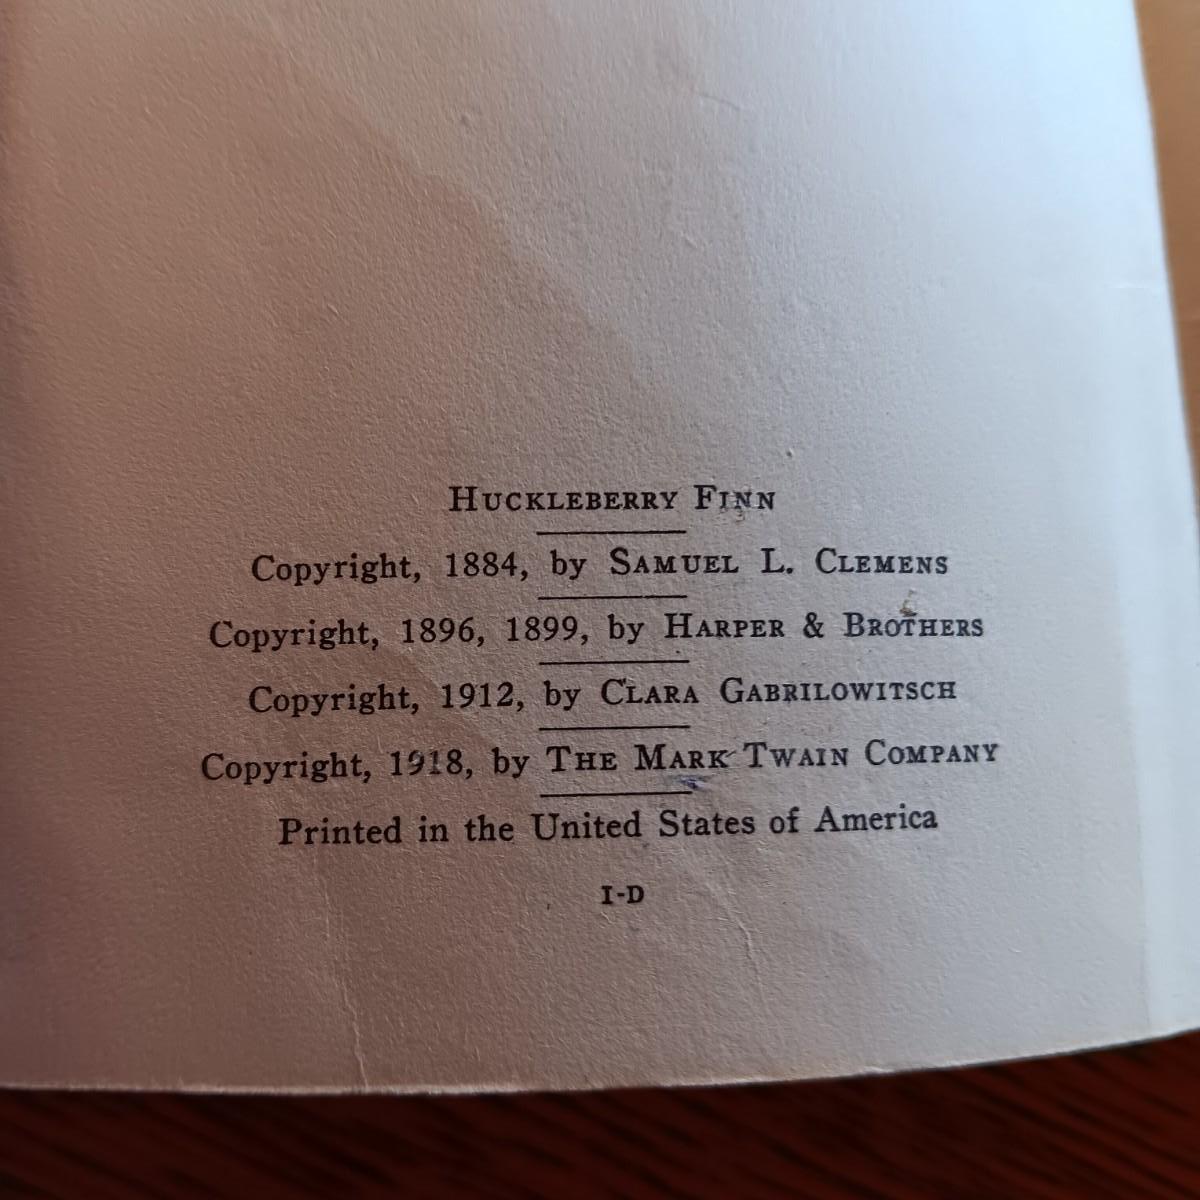 HUCKLEBERRY FINN
Copyright, 1884, by SAMUEL L. CLEMENS
Copyright, 1896, 1899, by HARPER & BROTHERS
Copyright, 1912, by CLARA GABRILOWITSCH
Copyright, 1918, by THE MARK TWAIN COMPANY
Printed in the United States of America
I-D